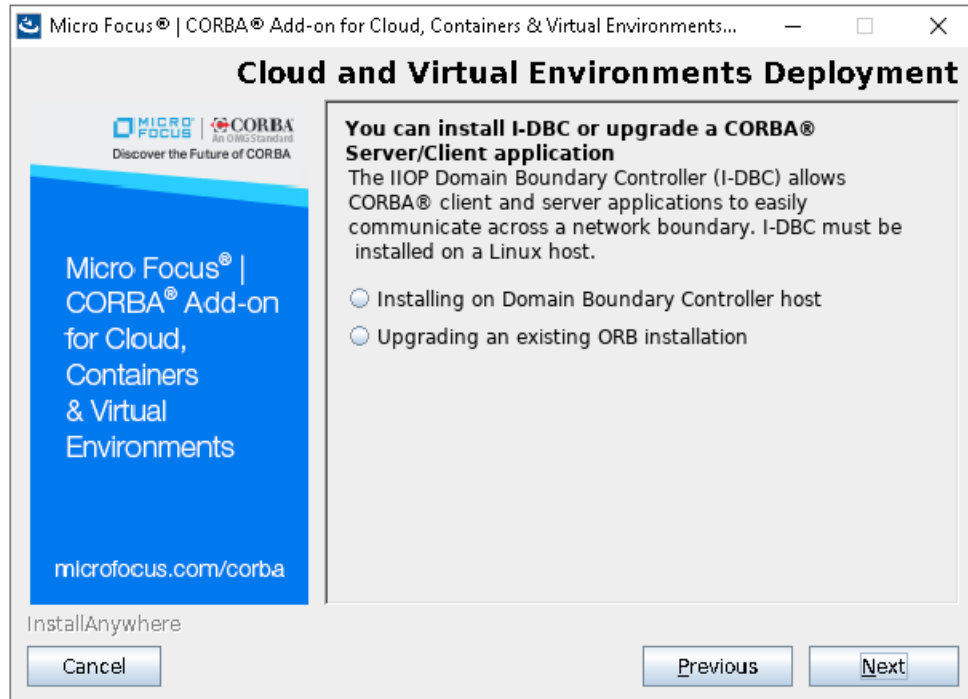 Micro Focus® | CORBA® Add-on for Cloud, Containers & Virtual Environments...
Cloud and Virtual Environments Deployment
MICRO FOCUS | CORBA
An OMG Standard
Discover the Future of CORBA
Micro Focus® |
CORBA® Add-on
for Cloud,
Containers
& Virtual
Environments
microfocus.com/corba
You can install I-DBC or upgrade a CORBA®
Server/Client application
The IIOP Domain Boundary Controller (I-DBC) allows
CORBA® client and server applications to easily
communicate across a network boundary. I-DBC must be
installed on a Linux host.
Installing on Domain Boundary Controller host
Upgrading an existing ORB installation
InstallAnywhere
Cancel
Previous
Next